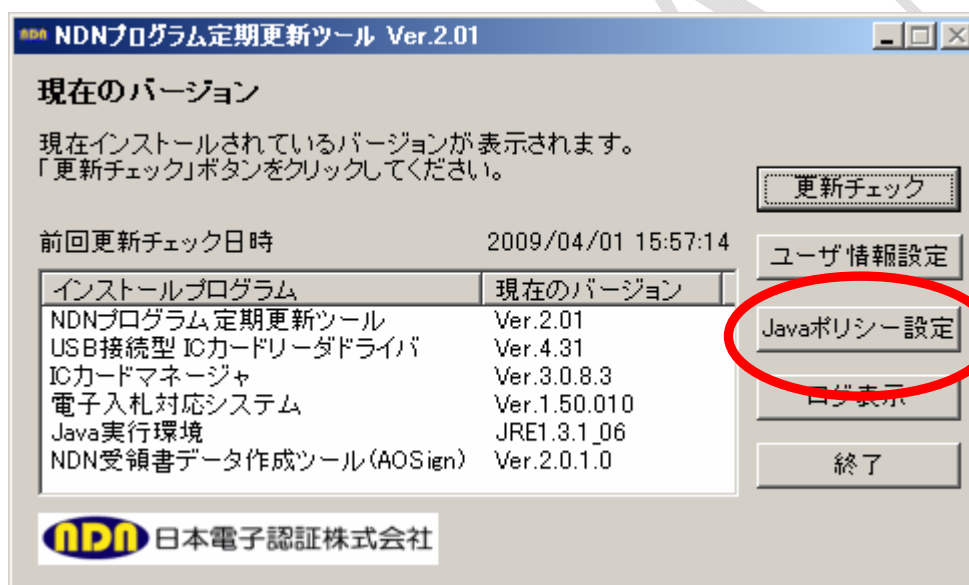 NDNプログラム定期更新ツール Ver.2.01
現在のバージョン
現在インストールされているバージョンが表示されます。
「更新チェック」ボタンをクリックしてください。
更新チェック
前回更新チェック日時 2009/04/01 15:57:14
ユーザ情報設定
インストールプログラム 現在のバージョン
NDNプログラム定期更新ツール Ver.2.01
Javaポリシー設定
USB接続型 ICカードリーダドライバ Ver.4.31
ICカードマネージャ Ver.3.0.8.3
電子入札対応システム Ver.1.50.010
ログ表示
Java実行環境 JRE1.3.1_06
NDN受領書データ作成ツール(AOSign) Ver.2.0.1.0
終了
NDN 日本電子認証株式会社